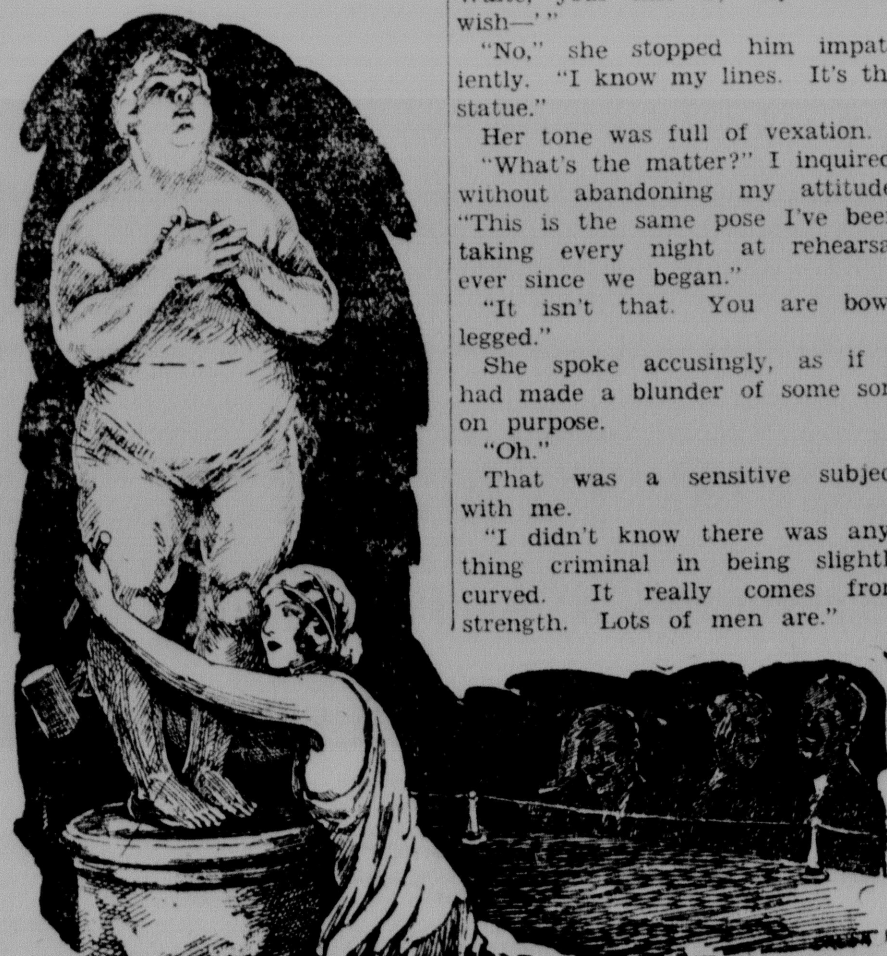 wish—' "
"No," she stopped him impat-
iently. "I know my lines. It's th
statue."
Her tone was full of vexation.
"What's the matter?" I inquired
without abandoning my attitude
"This is the same pose I've been
taking every night at rehearsa
ever since we began."
"It isn't that. You are bow
legged."
She spoke accusingly, as if
had made a blunder of some sor
on purpose.
"Oh."
That was a sensitive subjec
with me.
"I didn't know there was any
thing criminal in being slightl
curved. It really comes from
strength. Lots of men are."